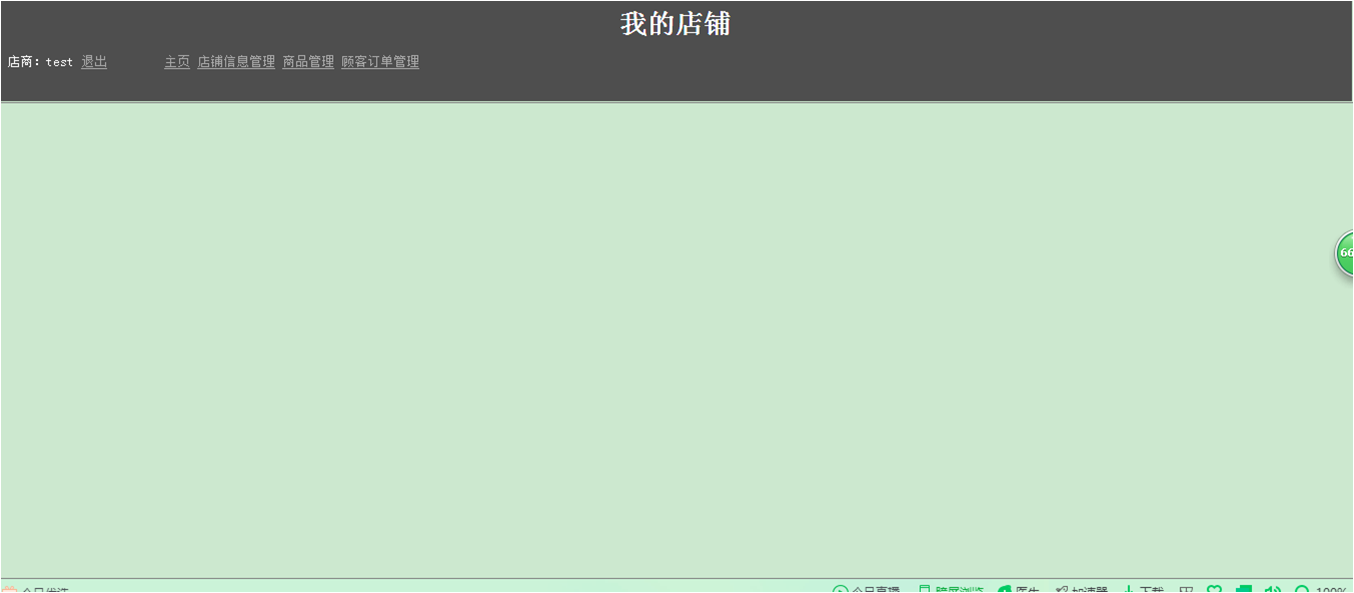 我的店铺
店商：test 退出 主页 店铺信息管理 商品管理 顾客订单管理
66
今日优选 今日直播 跨屏浏览 医生 加速器 下载 100%